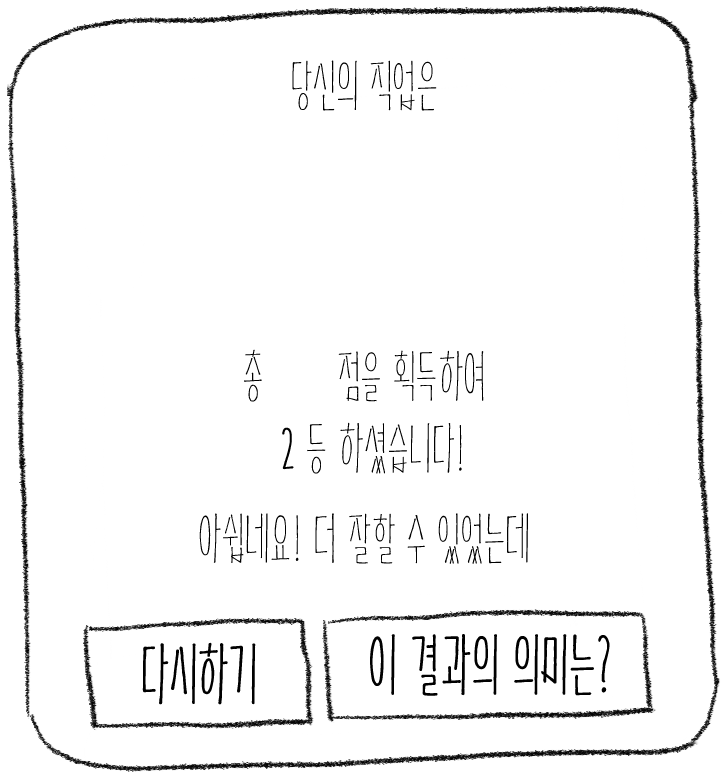 당신의 직업은
총 점을 획득하여
2 등 하셨습니다!
아쉽네요! 더 잘할 수 있었는데
다시하기
이 결과의 의미는?